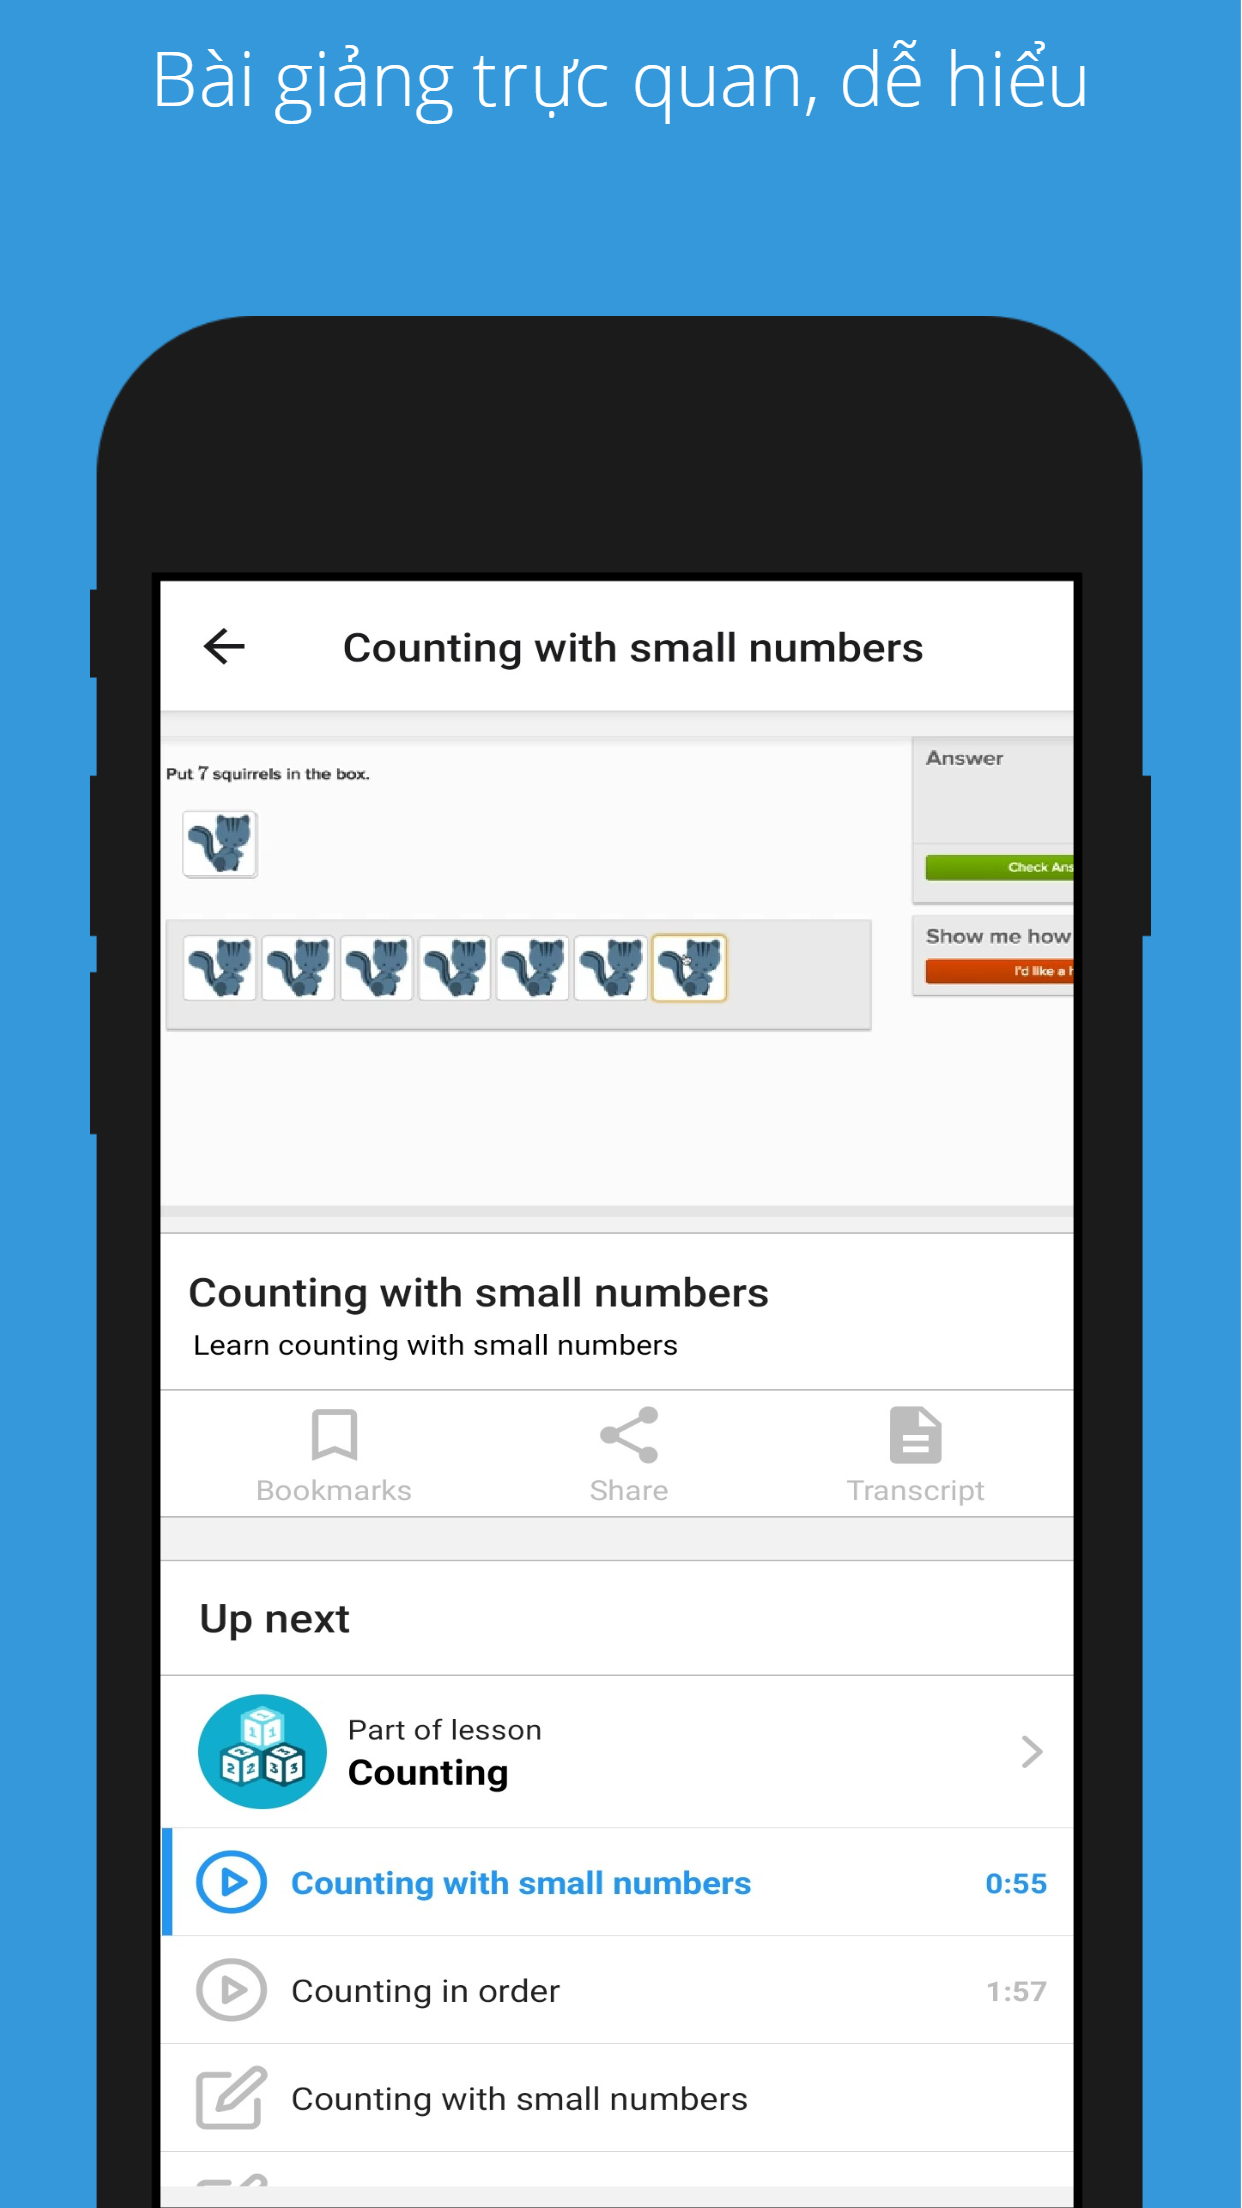 Bài giảng trực quan, dễ hiểu
Counting with small numbers
Put 7 squirrels in the box.
Answer
Check Ans
Show me how
I'd like a h
Counting with small numbers
Learn counting with small numbers
Bookmarks
Share
Transcript
Up next
Part of lesson
Counting
Counting with small numbers 0:55
Counting in order 1:57
Counting with small numbers